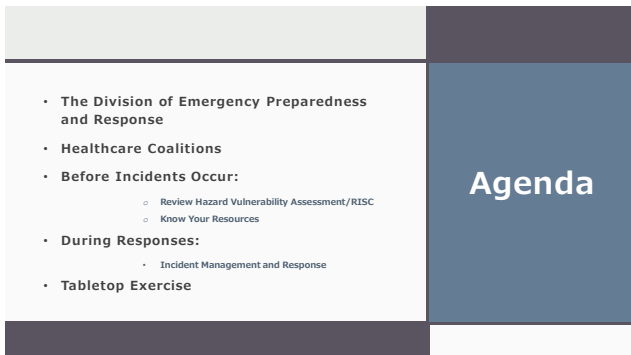 • The Division of Emergency Preparedness
and Response
• Healthcare Coalitions
• Before Incidents Occur:
o Review Hazard Vulnerability Assessment/RISC
o Know Your Resources
• During Responses:
• Incident Management and Response
• Tabletop Exercise
Agenda